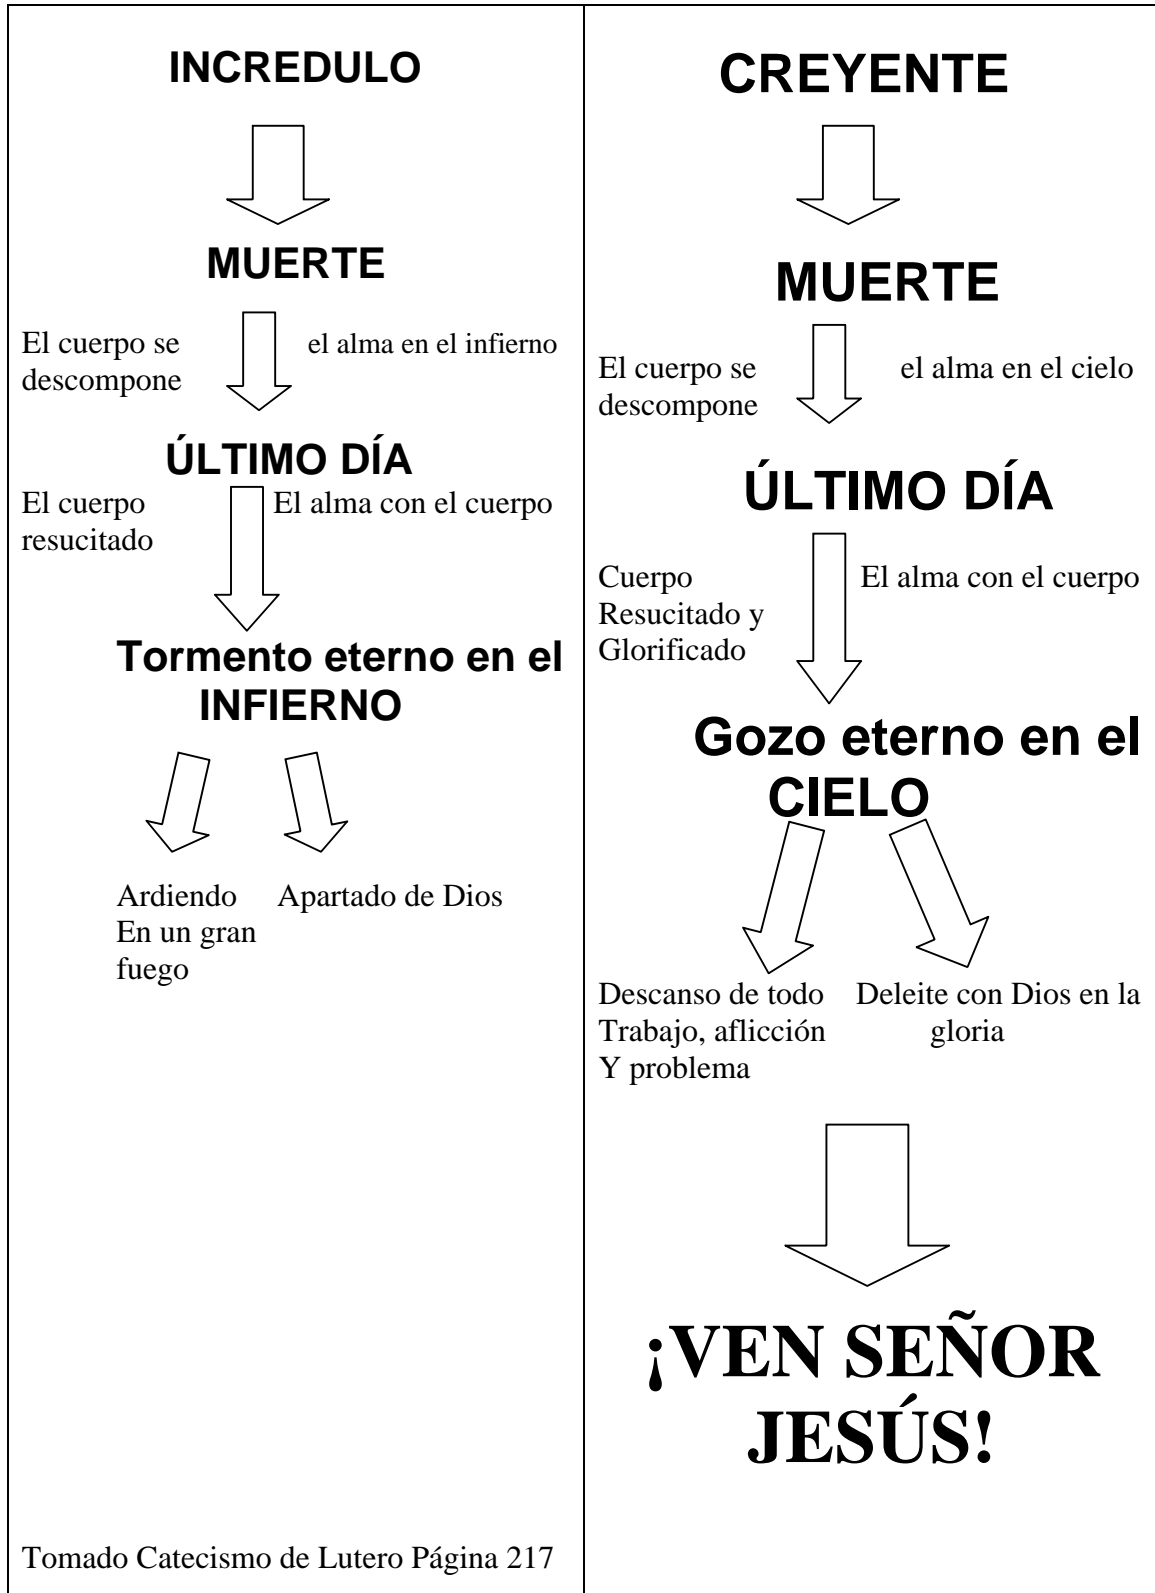 INCREDULO
MUERTE
El cuerpo se
descompone
el alma en el infierno
ÚLTIMO DÍA
El cuerpo
resucitado
El alma con el cuerpo
Tormento eterno en el
INFIERNO
Ardiendo
En un gran
fuego
Apartado de Dios
Tomado Catecismo de Lutero Página 217
CREYENTE
MUERTE
El cuerpo se
descompone
el alma en el cielo
ÚLTIMO DÍA
Cuerpo
Resucitado y
Glorificado
El alma con el cuerpo
Gozo eterno en el
CIELO
Descanso de todo
Trabajo, aflicción
Y problema
Deleite con Dios en la
gloria
¡VEN SEÑOR
JESÚS!